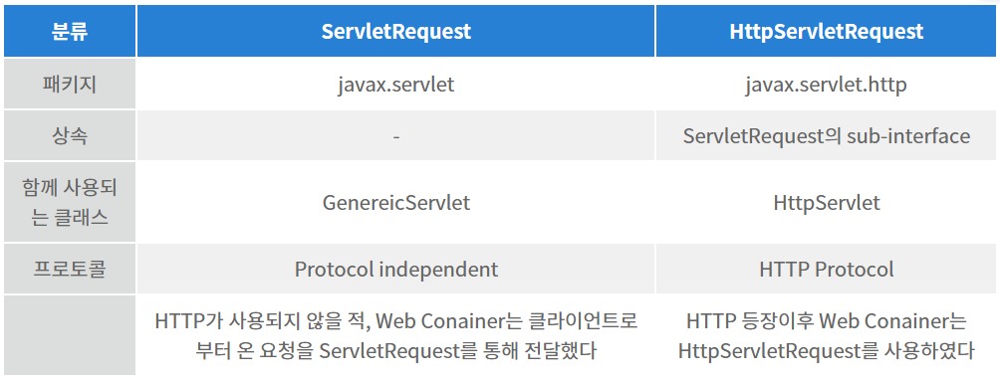 분류 ServletRequest HttpServletRequest
패키지 javax.servlet javax.servlet.http
상속 - ServletRequest의 sub-interface
함께 사용되
는 클래스 GenereicServlet HttpServlet
프로토콜 Protocol independent HTTP Protocol
HTTP가 사용되지 않을 적, Web Conainer는 클라이언트로
부터 온 요청을 ServletRequest를 통해 전달했다
HTTP 등장이후 Web Conainer는
HttpServletRequest를 사용하였다